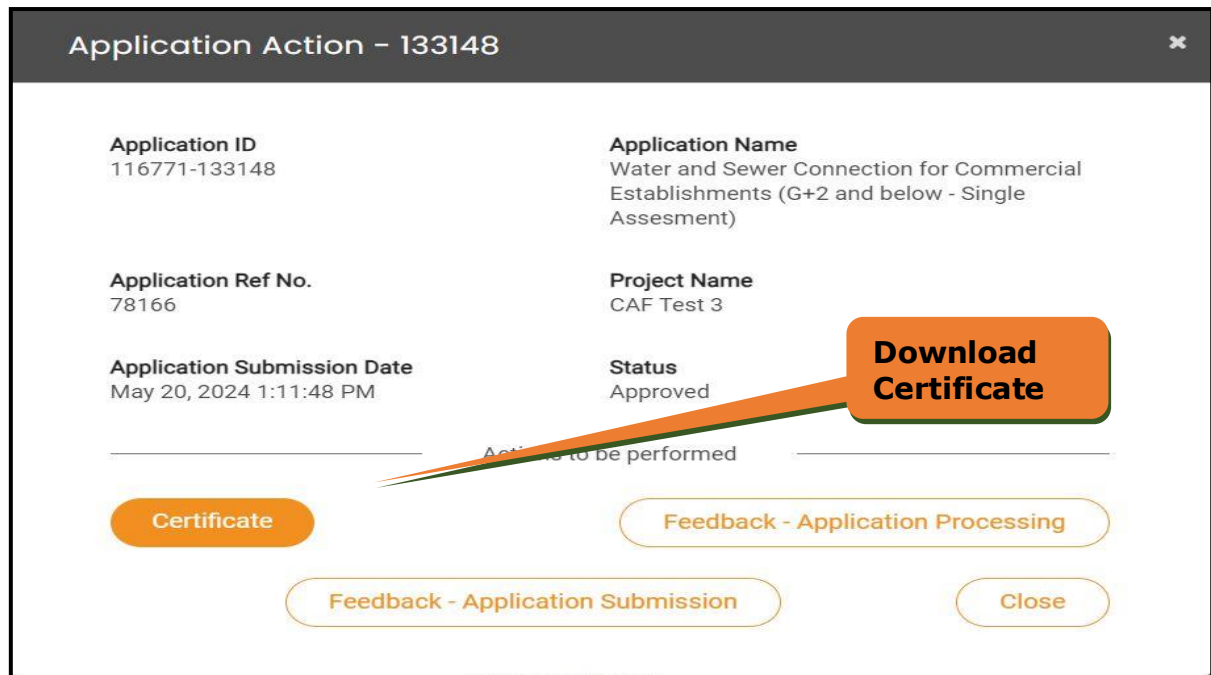 Application Action - 133148
Application ID
116771-133148
Application Name
Water and Sewer Connection for Commercial
Establishments (G+2 and below - Single
Assesment)
Application Ref No.
78166
Project Name
CAF Test 3
Application Submission Date
May 20, 2024 1:11:48 PM
Status
Approved
Download
Certificate
to be performed
Certificate
Feedback - Application Processing
Feedback - Application Submission
Close